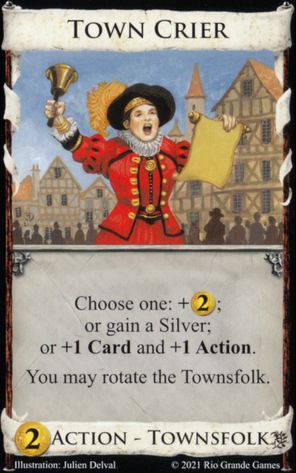 TOWN CRIER
Choose one: +2;
or gain a Silver;
or +1 Card and +1 Action.
You may rotate the Townsfolk.
2 ACTION - TOWNSFOLK
Illustration: Julien Delval © 2021 Rio Grande Games